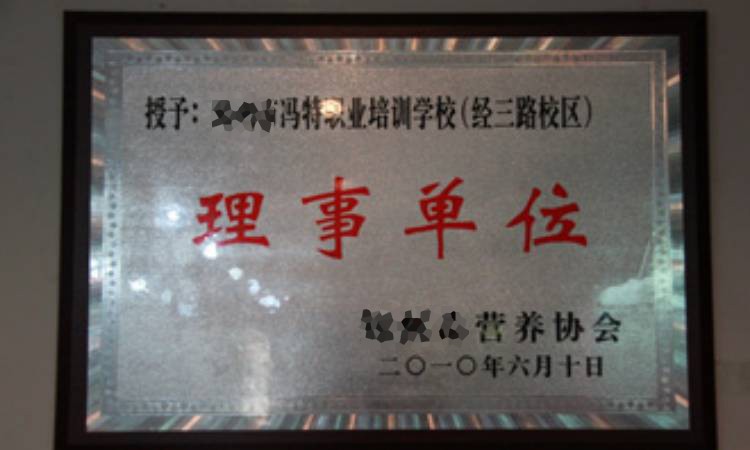 授予：冯特职业培训学校（经三路校区）
理事单位
营养协会
二〇一〇年六月十日